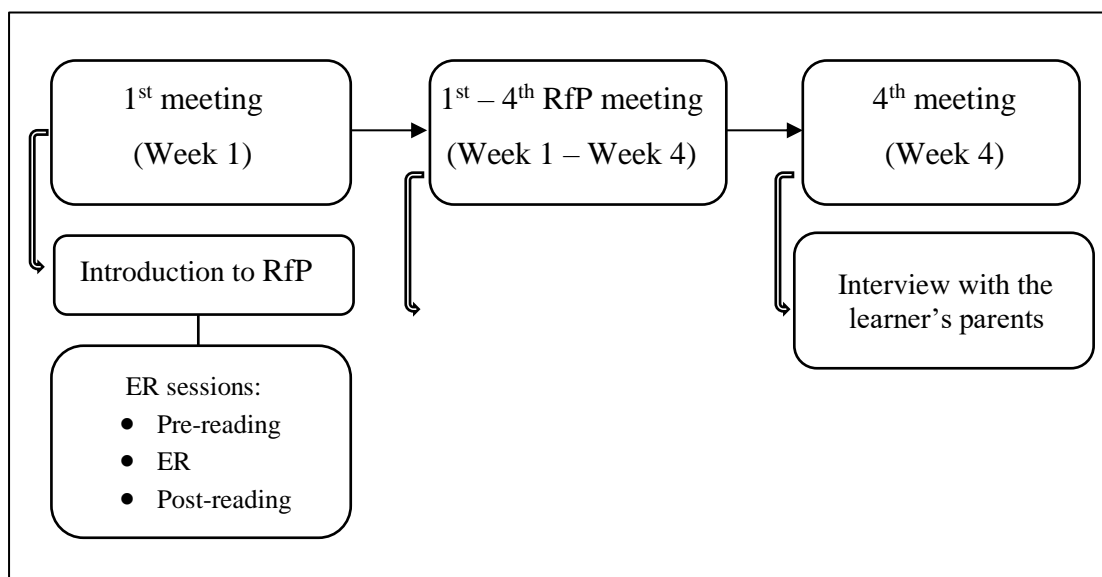 1st meeting
(Week 1)
1st – 4th RfP meeting
(Week 1 – Week 4)
4th meeting
(Week 4)
Introduction to RfP
Interview with the
learner’s parents
ER sessions:
● Pre-reading
● ER
● Post-reading